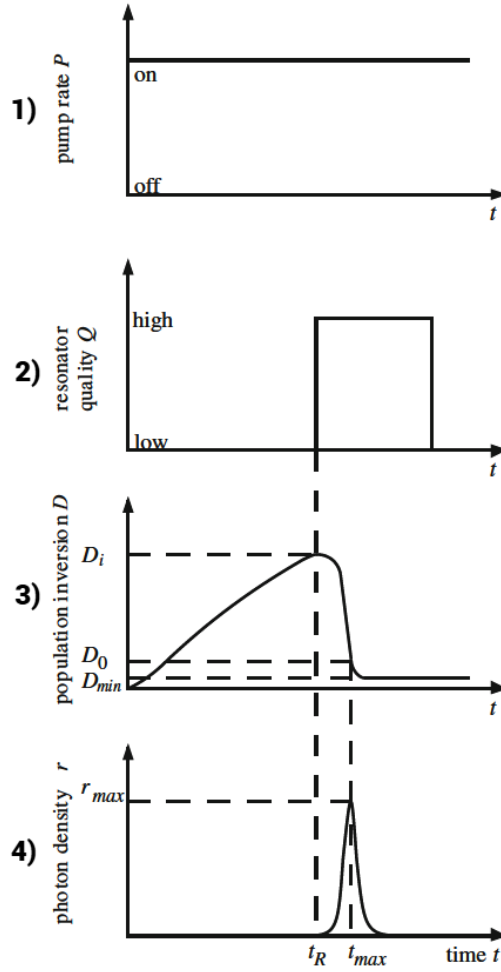 1)
pump rate P
on
off
t
2)
resonator
quality Q
high
low
t
3)
population inversion D
D_i
D_0
D_min
t
4)
photon density r
r_max
t_R
t_max
time t